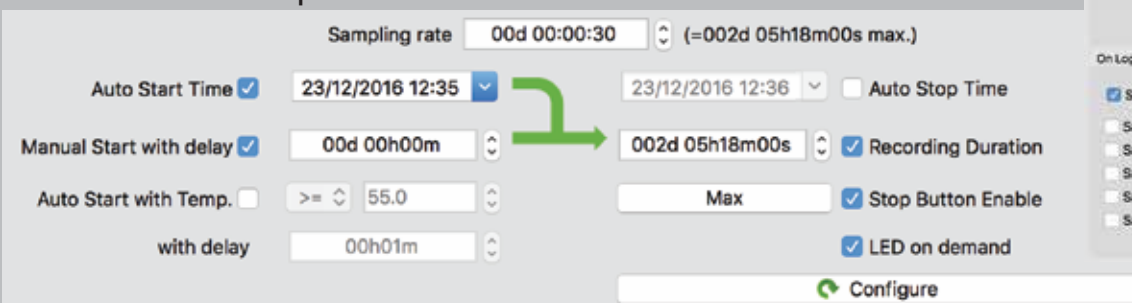 Sampling rate 00d 00:00:30 (=002d 05h18m00s max.)
On Log
Auto Start Time 23/12/2016 12:35 23/12/2016 12:36 Auto Stop Time
Manual Start with delay 00d 00h00m 002d 05h18m00s Recording Duration
Auto Start with Temp. >= 55.0 Max Stop Button Enable
with delay 00h01m LED on demand
Configure